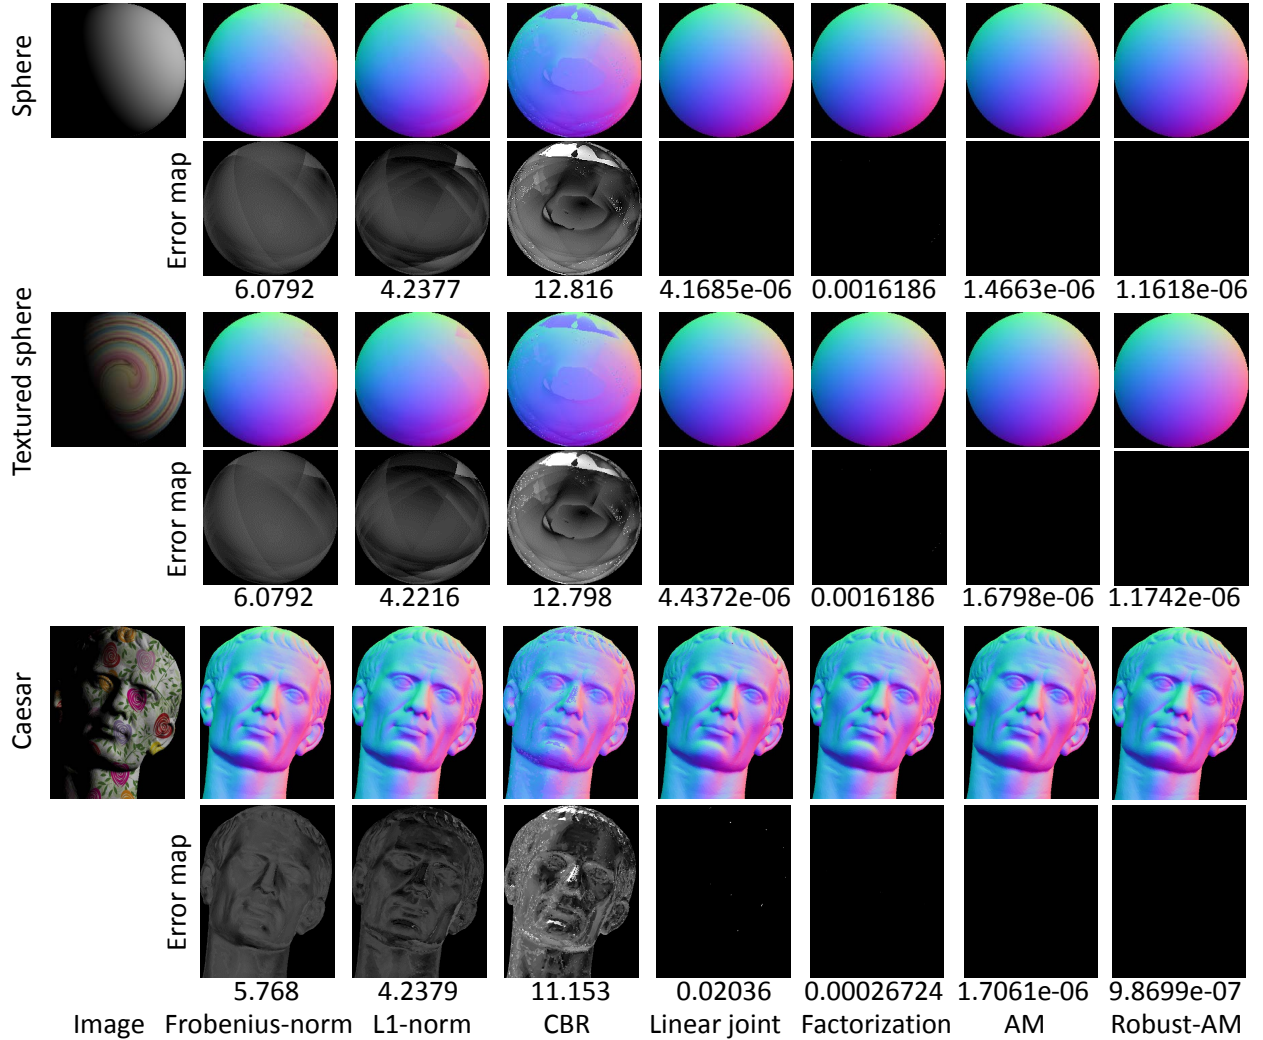 Sphere
Error map
6.0792 4.2377 12.816 4.1685e-06 0.0016186 1.4663e-06 1.1618e-06
Textured sphere
Error map
6.0792 4.2216 12.798 4.4372e-06 0.0016186 1.6798e-06 1.1742e-06
Caesar
Error map
5.768 4.2379 11.153 0.02036 0.00026724 1.7061e-06 9.8699e-07
Image Frobenius-norm L1-norm CBR Linear joint Factorization AM Robust-AM